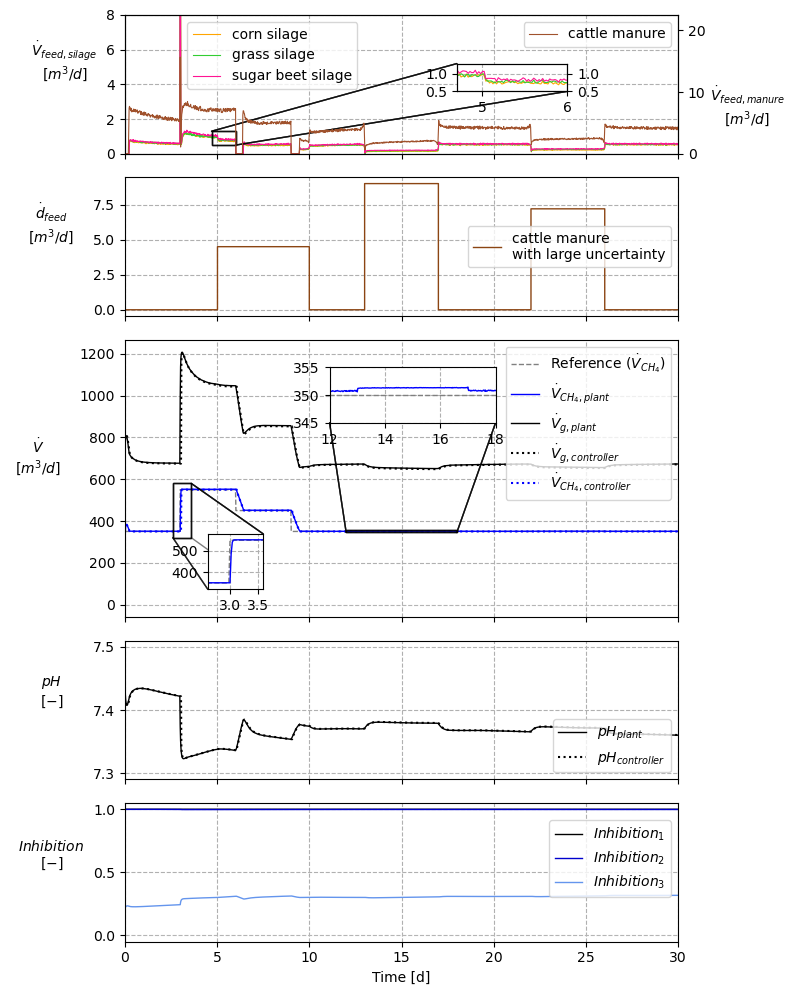 8
6
4
2
0
V̇feed, silage
[m³/d]
corn silage
grass silage
sugar beet silage
cattle manure
1.0
0.5
1.0
0.5
5
6
20
10
0
V̇feed, manure
[m³/d]
7.5
5.0
2.5
0.0
ḋfeed
[m³/d]
cattle manure
with large uncertainty
1200
1000
800
600
400
200
0
V̇
[m³/d]
355
350
345
12
14
16
18
500
400
3.0
3.5
Reference (V̇CH₄)
V̇CH₄, plant
V̇g, plant
V̇g, controller
V̇CH₄, controller
7.5
7.4
7.3
pH
[−]
pHplant
pHcontroller
1.0
0.5
0.0
Inhibition
[−]
Inhibition₁
Inhibition₂
Inhibition₃
0
5
10
15
20
25
30
Time [d]